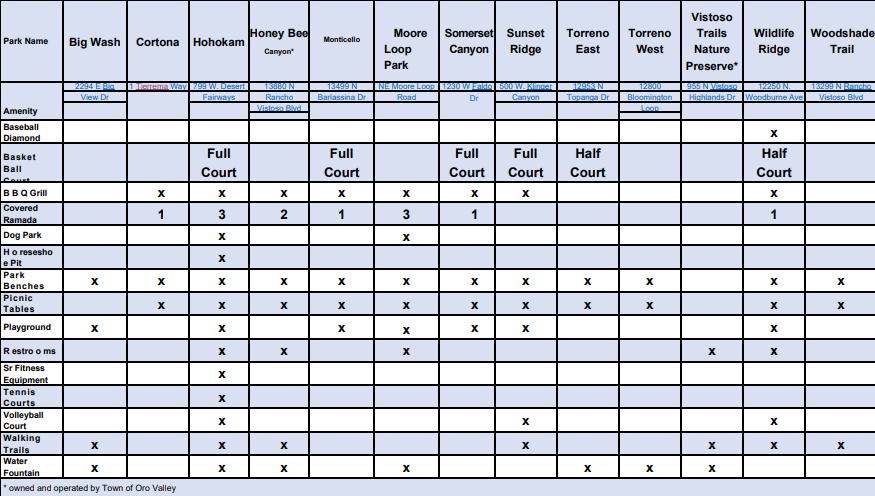 Park Name Big Wash Cortona Hohokam Honey Bee Canyon* Monticello Moore Loop Park Somerset Canyon Sunset Ridge Torreno East Torreno West Vistoso Trails Nature Preserve* Wildlife Ridge Woodshade Trail
Amenity 2294 E Big View Dr 1 Tierrema Way 799 W. Desert Fairways 13880 N Rancho Vistoso Blvd 13499 N Barlassina Dr NE Moore Loop Road 1230 W Faldo Dr 500 W. Klinger Canyon 12953 N Topanga Dr 12800 Bloomington Loop 955 N Vistoso Highlands Dr 12250 N. Woodburne Ave 13299 N Rancho Vistoso Blvd
Baseball Diamond x
Basket Ball Court Full Court Full Court Full Court Full Court Half Court Half Court
B B Q Grill x x x x x x x x
Covered Ramada 1 3 2 1 3 1 1
Dog Park x x
H o resesho e Pit x
Park Benches x x x x x x x x x x x x
Picnic Tables x x x x x x x x x x x
Playground x x x x x x x
R estro o ms x x x x x
Sr Fitness Equipment x
Tennis Courts x
Volleyball Court x x x
Walking Trails x x x x x x x
Water Fountain x x x x x x x x
* owned and operated by Town of Oro Valley